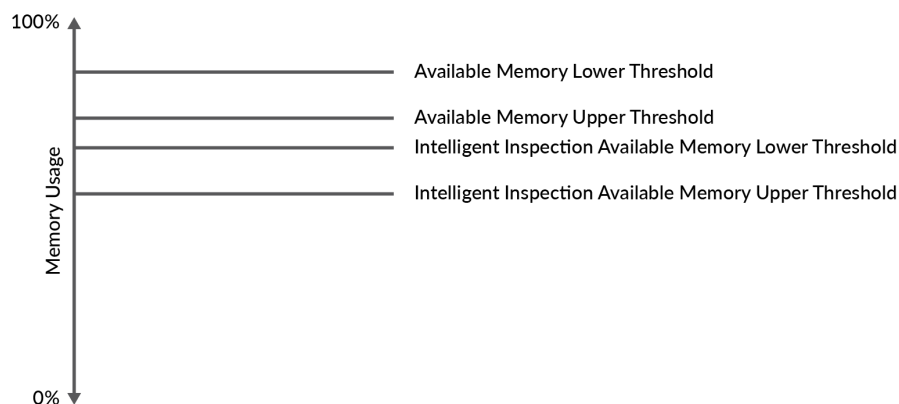 100%
Available Memory Lower Threshold
Available Memory Upper Threshold
Intelligent Inspection Available Memory Lower Threshold
Intelligent Inspection Available Memory Upper Threshold
Memory Usage
0%